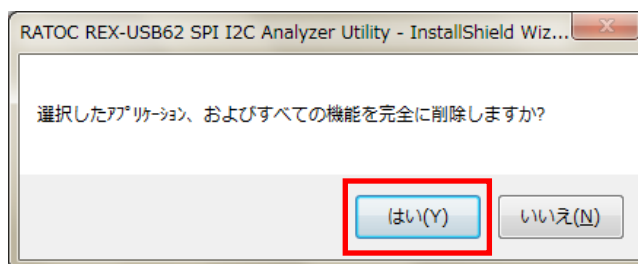 RATOC REX-USB62 SPI I2C Analyzer Utility - InstallShield Wiz...
選択したｱﾌﾟﾘｹｰｼｮﾝ、およびすべての機能を完全に削除しますか?
はい(Y) いいえ(N)